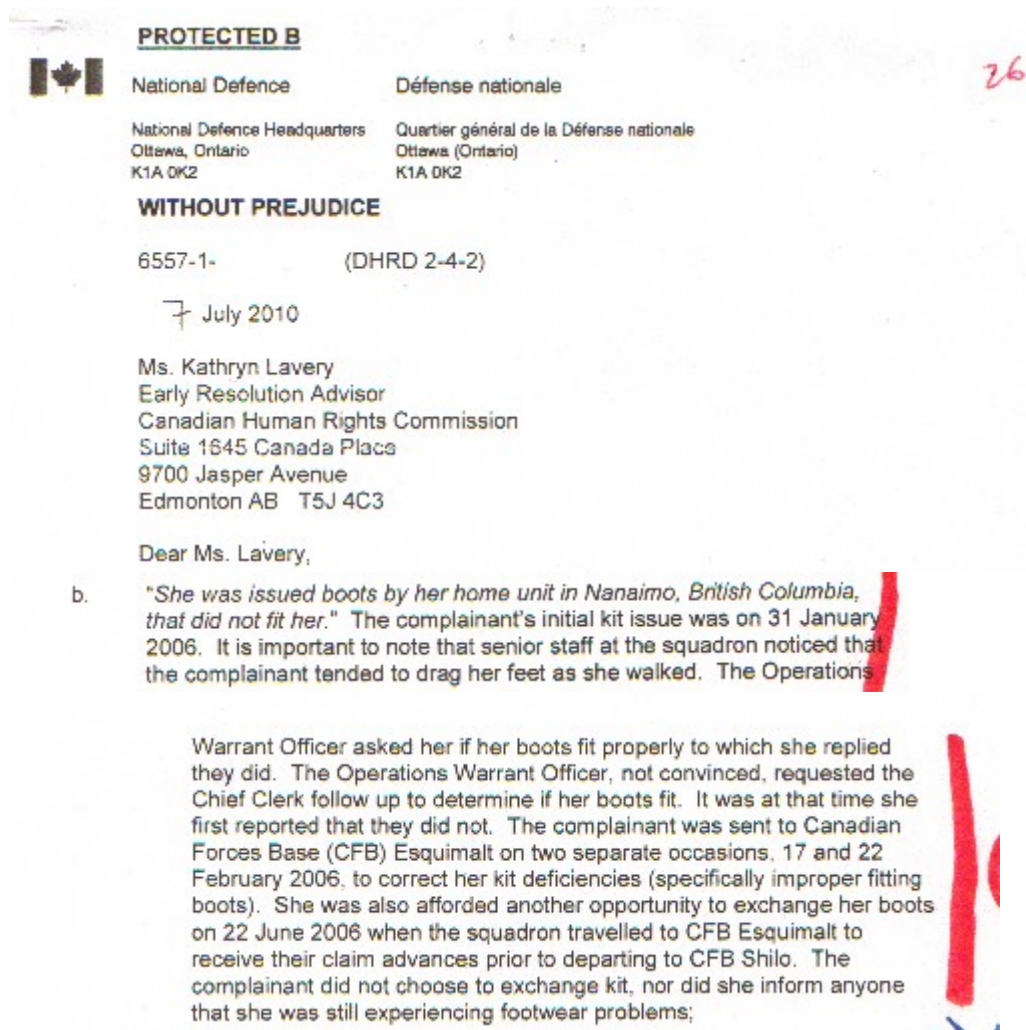 PROTECTED B
26
National Defence Défense nationale
National Defence Headquarters Quartier général de la Défense nationale
Ottawa, Ontario Ottawa (Ontario)
K1A 0K2 K1A 0K2
WITHOUT PREJUDICE
6557-1- (DHRD 2-4-2)
7 July 2010
Ms. Kathryn Lavery
Early Resolution Advisor
Canadian Human Rights Commission
Suite 1645 Canada Place
9700 Jasper Avenue
Edmonton AB T5J 4C3
Dear Ms. Lavery,
b. "She was issued boots by her home unit in Nanaimo, British Columbia,
that did not fit her." The complainant's initial kit issue was on 31 January
2006. It is important to note that senior staff at the squadron noticed that
the complainant tended to drag her feet as she walked. The Operations
Warrant Officer asked her if her boots fit properly to which she replied
they did. The Operations Warrant Officer, not convinced, requested the
Chief Clerk follow up to determine if her boots fit. It was at that time she
first reported that they did not. The complainant was sent to Canadian
Forces Base (CFB) Esquimalt on two separate occasions, 17 and 22
February 2006, to correct her kit deficiencies (specifically improper fitting
boots). She was also afforded another opportunity to exchange her boots
on 22 June 2006 when the squadron travelled to CFB Esquimalt to
receive their claim advances prior to departing to CFB Shilo. The
complainant did not choose to exchange kit, nor did she inform anyone
that she was still experiencing footwear problems;